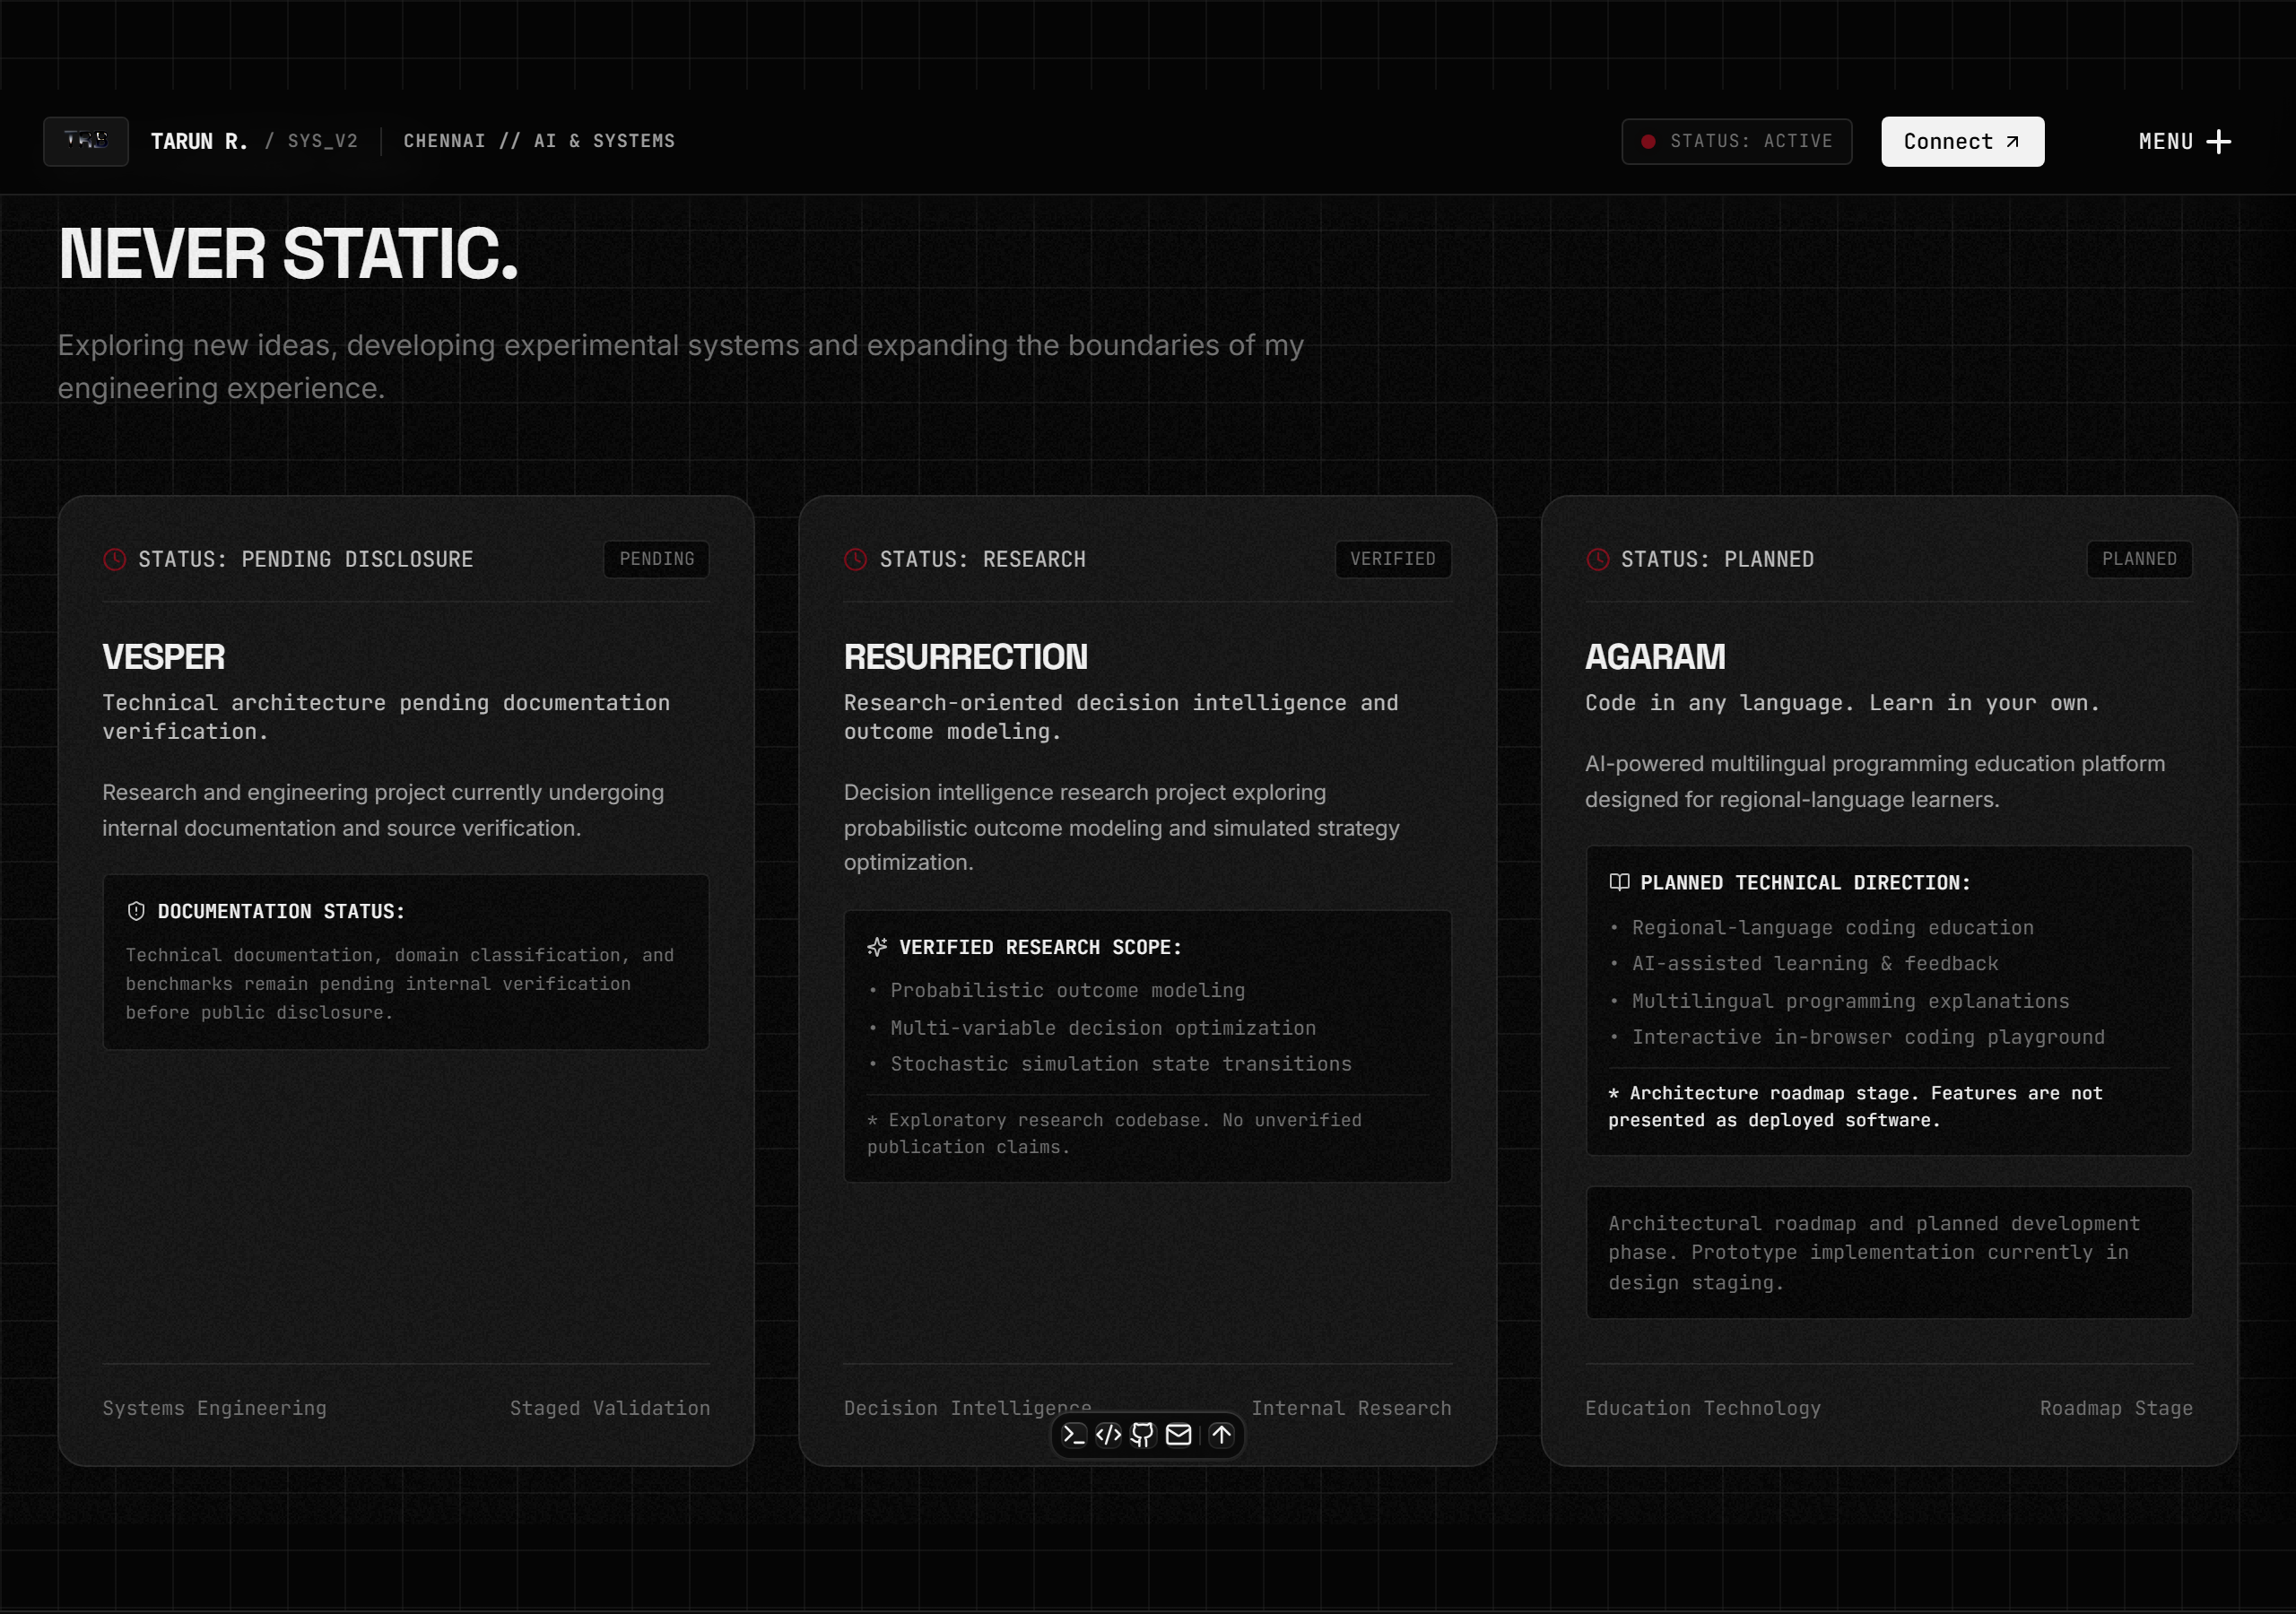 TRS
TARUN R. / SYS_V2 CHENNAI // AI & SYSTEMS
STATUS: ACTIVE
Connect
MENU
NEVER STATIC.
Exploring new ideas, developing experimental systems and expanding the boundaries of my
engineering experience.
STATUS: PENDING DISCLOSURE
PENDING
VESPER
Technical architecture pending documentation
verification.
Research and engineering project currently undergoing
internal documentation and source verification.
DOCUMENTATION STATUS:
Technical documentation, domain classification, and
benchmarks remain pending internal verification
before public disclosure.
Systems Engineering
Staged Validation
STATUS: RESEARCH
VERIFIED
RESURRECTION
Research-oriented decision intelligence and
outcome modeling.
Decision intelligence research project exploring
probabilistic outcome modeling and simulated strategy
optimization.
VERIFIED RESEARCH SCOPE:
• Probabilistic outcome modeling
• Multi-variable decision optimization
• Stochastic simulation state transitions
* Exploratory research codebase. No unverified
publication claims.
Decision Intelligence
Internal Research
STATUS: PLANNED
PLANNED
AGARAM
Code in any language. Learn in your own.
AI-powered multilingual programming education platform
designed for regional-language learners.
PLANNED TECHNICAL DIRECTION:
• Regional-language coding education
• AI-assisted learning & feedback
• Multilingual programming explanations
• Interactive in-browser coding playground
* Architecture roadmap stage. Features are not
presented as deployed software.
Architectural roadmap and planned development
phase. Prototype implementation currently in
design staging.
Education Technology
Roadmap Stage